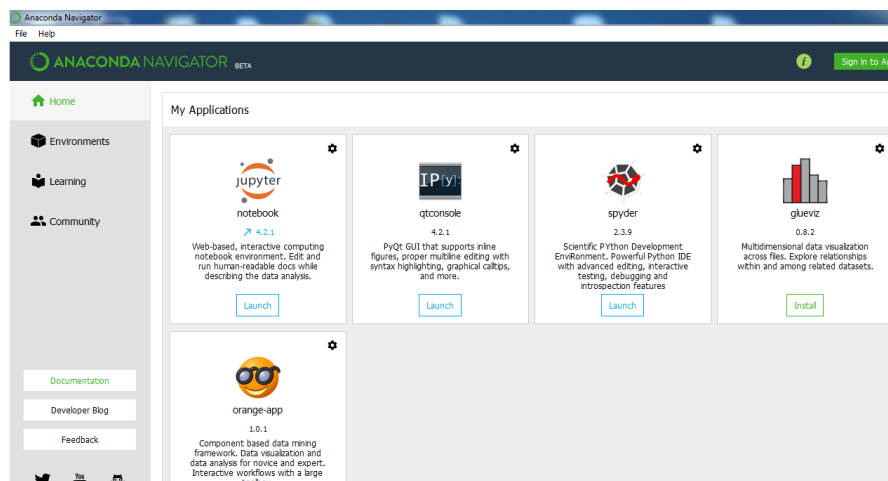 Anaconda Navigator
File Help
ANACONDA NAVIGATOR BETA
i
Sign in to
Home
Environments
Learning
Community
Documentation
Developer Blog
Feedback
You
My Applications
jupyter
notebook
4.2.1
Web-based, interactive computing
notebook environment. Edit and
run human-readable docs while
describing the data analysis.
Launch
IP[y]:
qtconsole
4.2.1
PyQt GUI that supports inline
figures, proper multiline editing with
syntax highlighting, graphical calltips,
and more.
Launch
spyder
2.3.9
Scientific PYthon Development
EnviRonment. Powerful Python IDE
with advanced editing, interactive
testing, debugging and
introspection features
Launch
glueviz
0.8.2
Multidimensional data visualization
across files. Explore relationships
within and among related datasets.
Install
orange-app
1.0.1
Component based data mining
framework. Data visualization and
data analysis for novice and expert.
Interactive workflows with a large